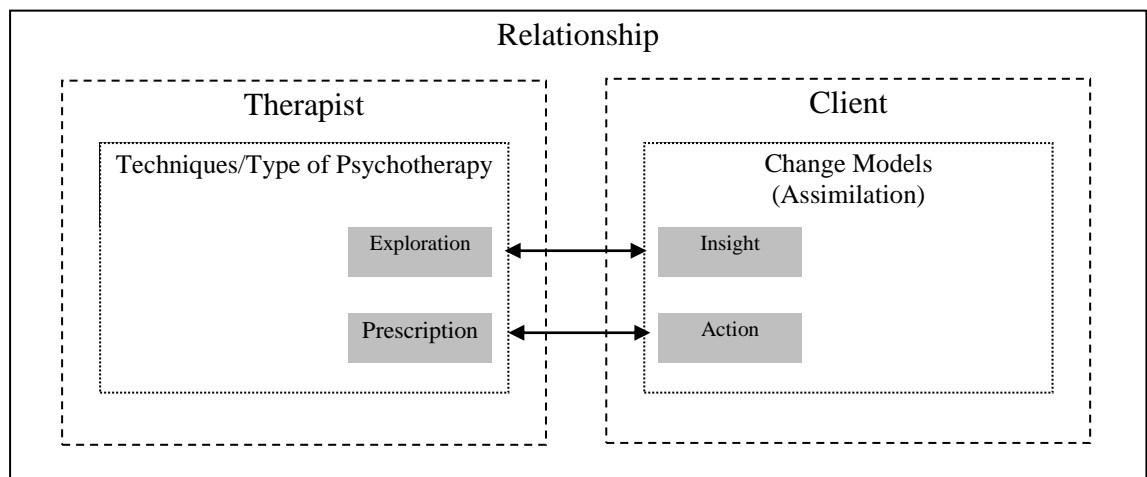 Relationship
Therapist
Techniques/Type of Psychotherapy
Exploration
Prescription
Client
Change Models
(Assimilation)
Insight
Action